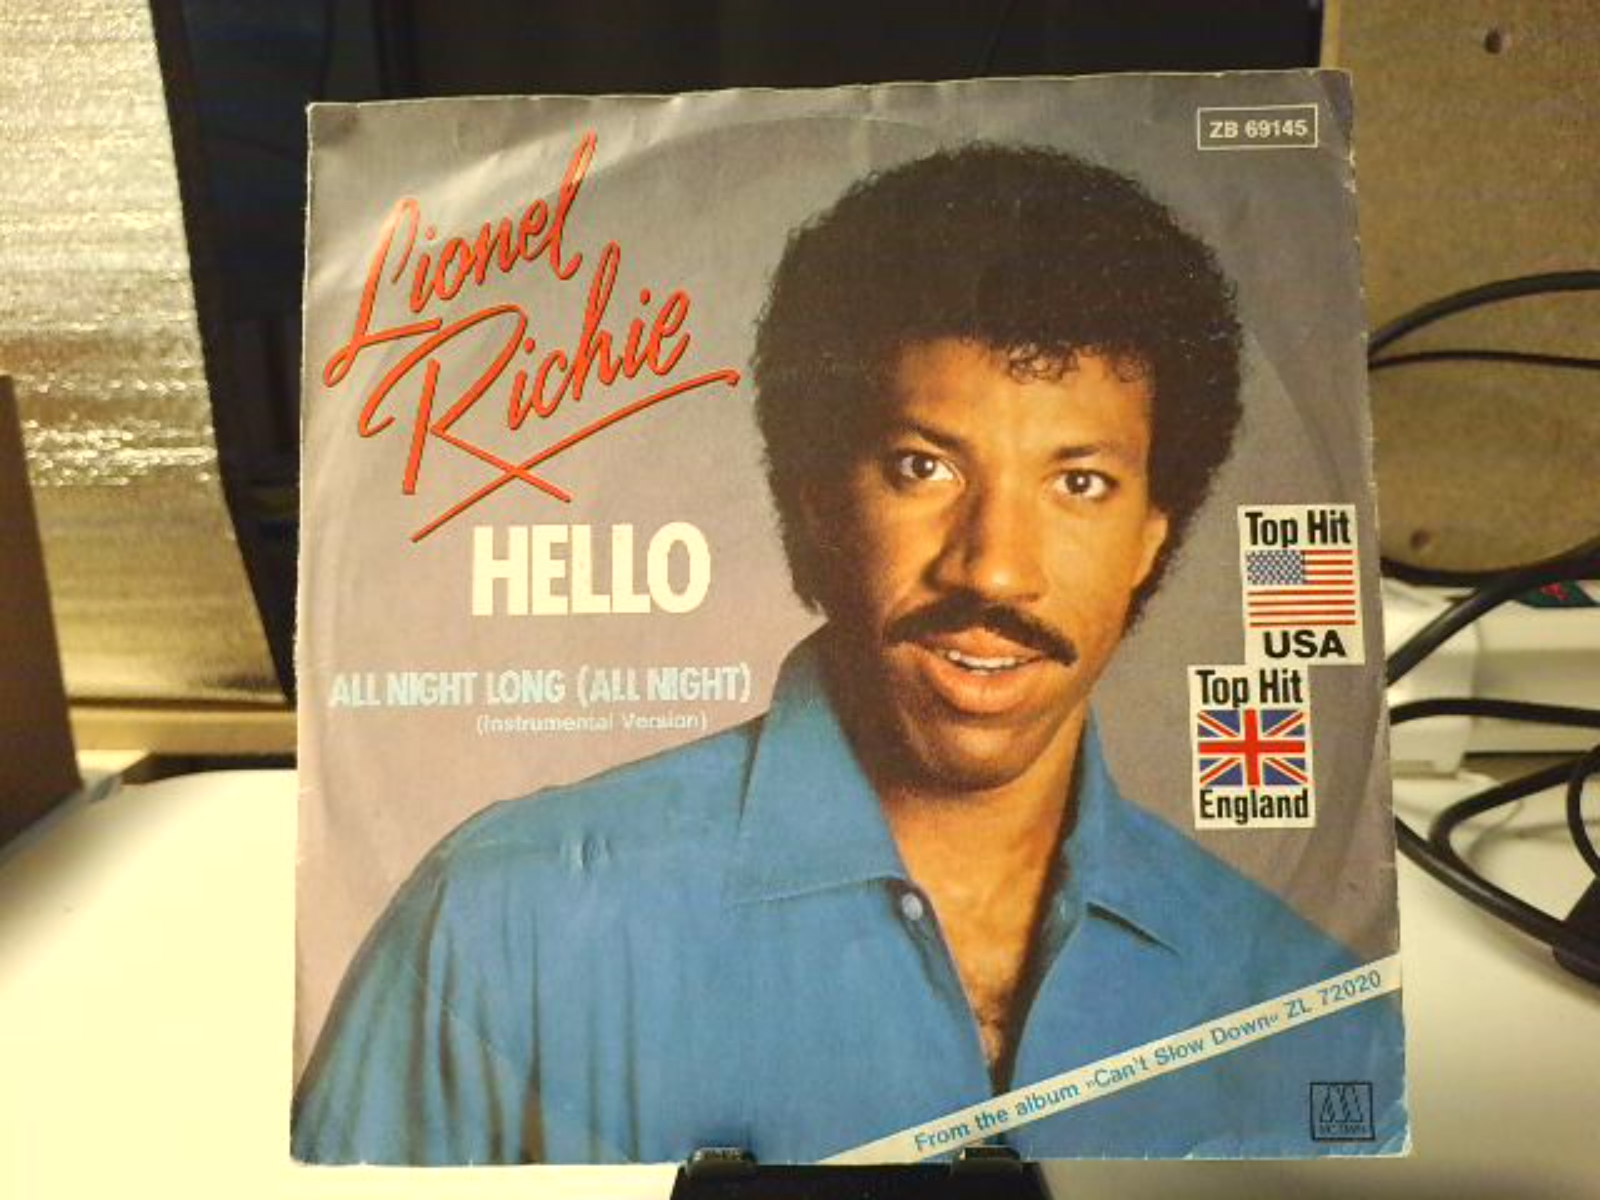 ZB 69145
Lionel
Richie
HELLO
ALL NIGHT LONG (ALL NIGHT)
(Instrumental Version)
Top Hit
USA
Top Hit
England
From the album »Can't Slow Down« ZL 72020
MOTOWN